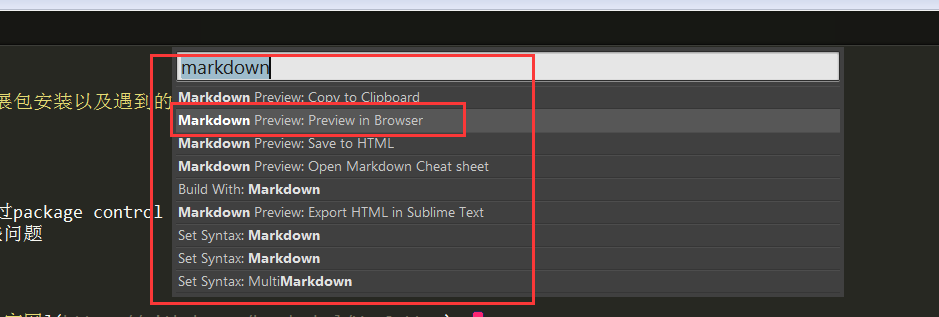 markdown
Markdown Preview: Copy to Clipboard
展包安装以及遇到的
Markdown Preview: Preview in Browser
Markdown Preview: Save to HTML
Markdown Preview: Open Markdown Cheat sheet
Build With: Markdown
过package control
Markdown Preview: Export HTML in Sublime Text
问题
Set Syntax: Markdown
Set Syntax: Markdown
Set Syntax: MultiMarkdown